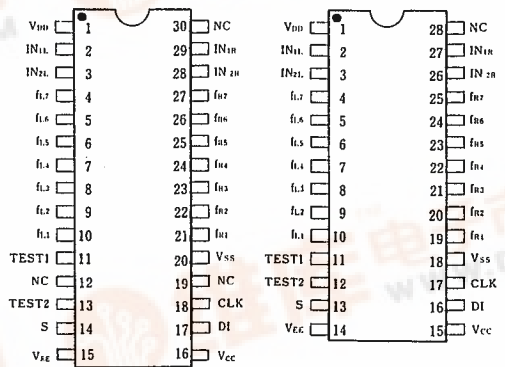 VDD 1 30 NC
IN1L 2 29 IN1R
IN2L 3 28 IN2R
fL7 4 27 fR7
fL6 5 26 fR6
fL5 6 25 fR5
fL4 7 24 fR4
fL3 8 23 fR3
fL2 9 22 fR2
fL1 10 21 fR1
TEST1 11 20 VSS
NC 12 19 NC
TEST2 13 18 CLK
S 14 17 DI
VEE 15 16 VCC
VDD 1 28 NC
IN1L 2 27 IN1R
IN2L 3 26 IN2R
fL7 4 25 fR7
fL6 5 24 fR6
fL5 6 23 fR5
fL4 7 22 fR4
fL3 8 21 fR3
fL2 9 20 fR2
fL1 10 19 fR1
TEST1 11 18 VSS
TEST2 12 17 CLK
S 13 16 DI
VEE 14 15 VCC